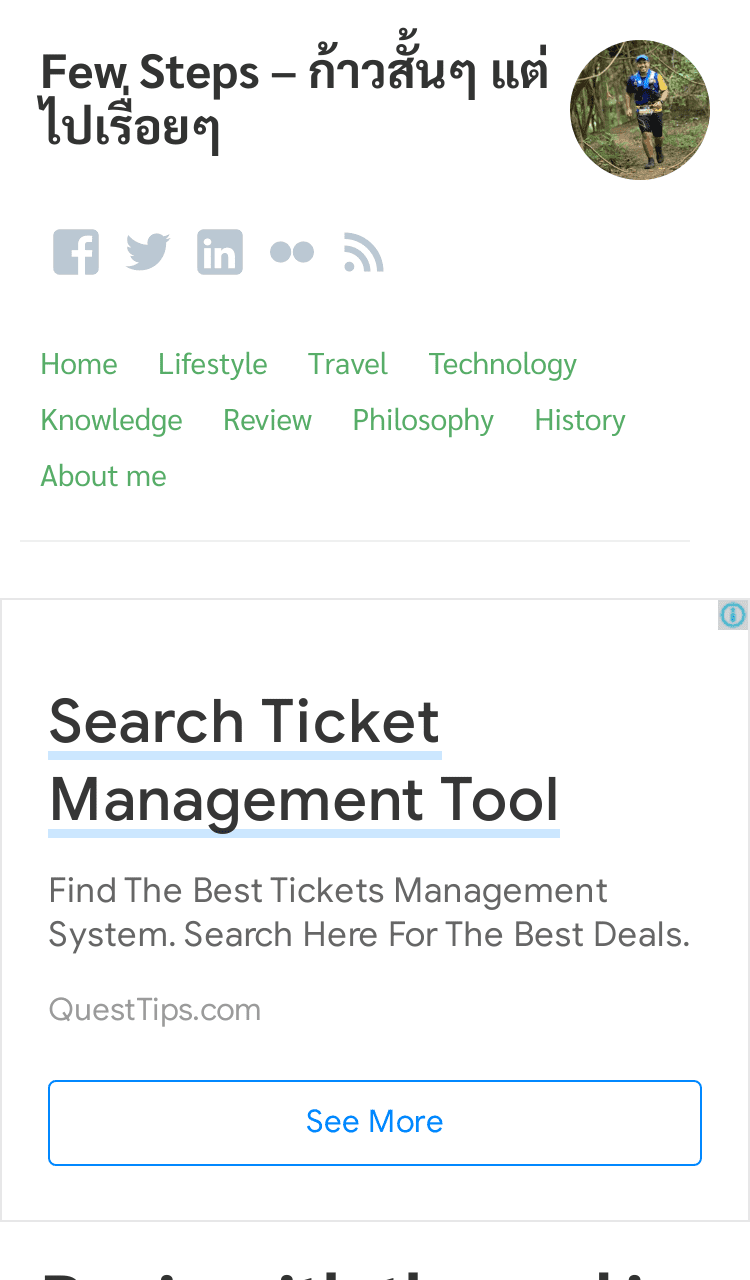 Few Steps – ก้าวสั้นๆ แต่
ไปเรื่อยๆ
Home Lifestyle Travel Technology
Knowledge Review Philosophy History
About me
Search Ticket
Management Tool
Find The Best Tickets Management
System. Search Here For The Best Deals.
QuestTips.com
See More